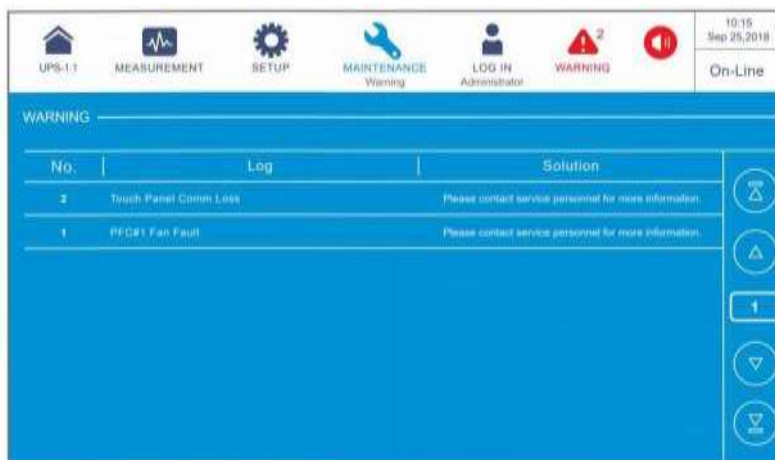 10:15
Sep 25,2018
2
UPS-1.1 MEASUREMENT SETUP MAINTENANCE LOG IN WARNING
Warning Administrator
On-Line
WARNING
No. Log Solution
2 Touch Panel Comm Loss Please contact service personnel for more information.
1 PFC#1 Fan Fault Please contact service personnel for more information.
1